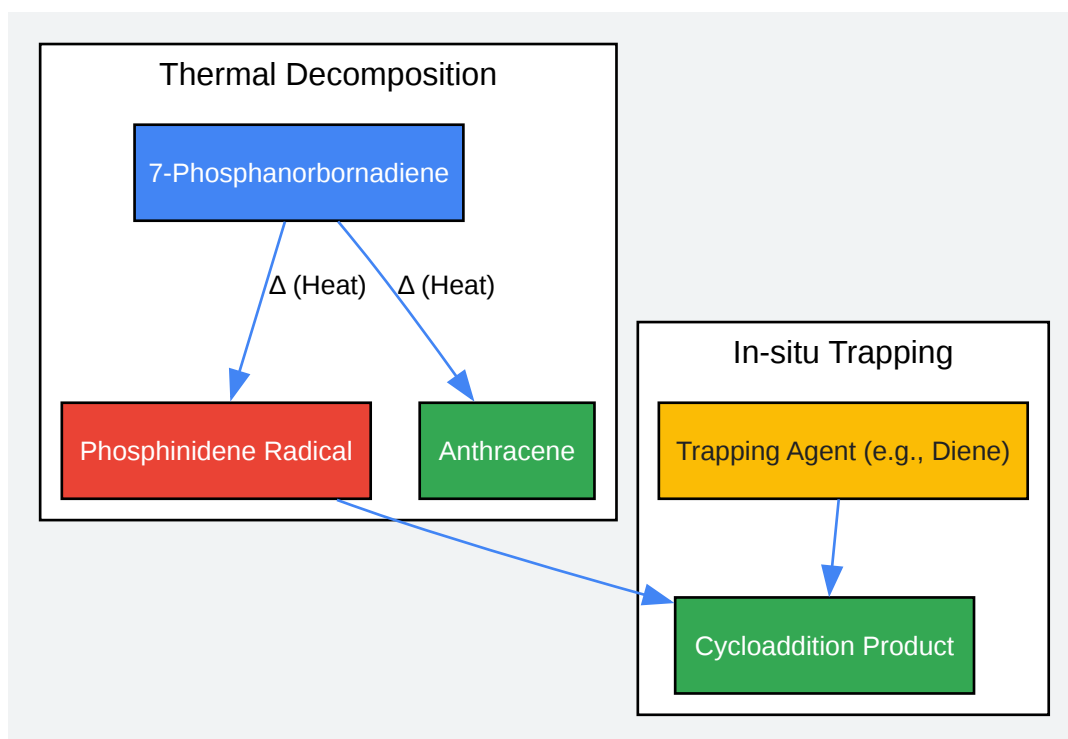 Thermal Decomposition
7-Phosphanorbornadiene
Δ (Heat)
Δ (Heat)
Phosphinidene Radical
Anthracene
In-situ Trapping
Trapping Agent (e.g., Diene)
Cycloaddition Product